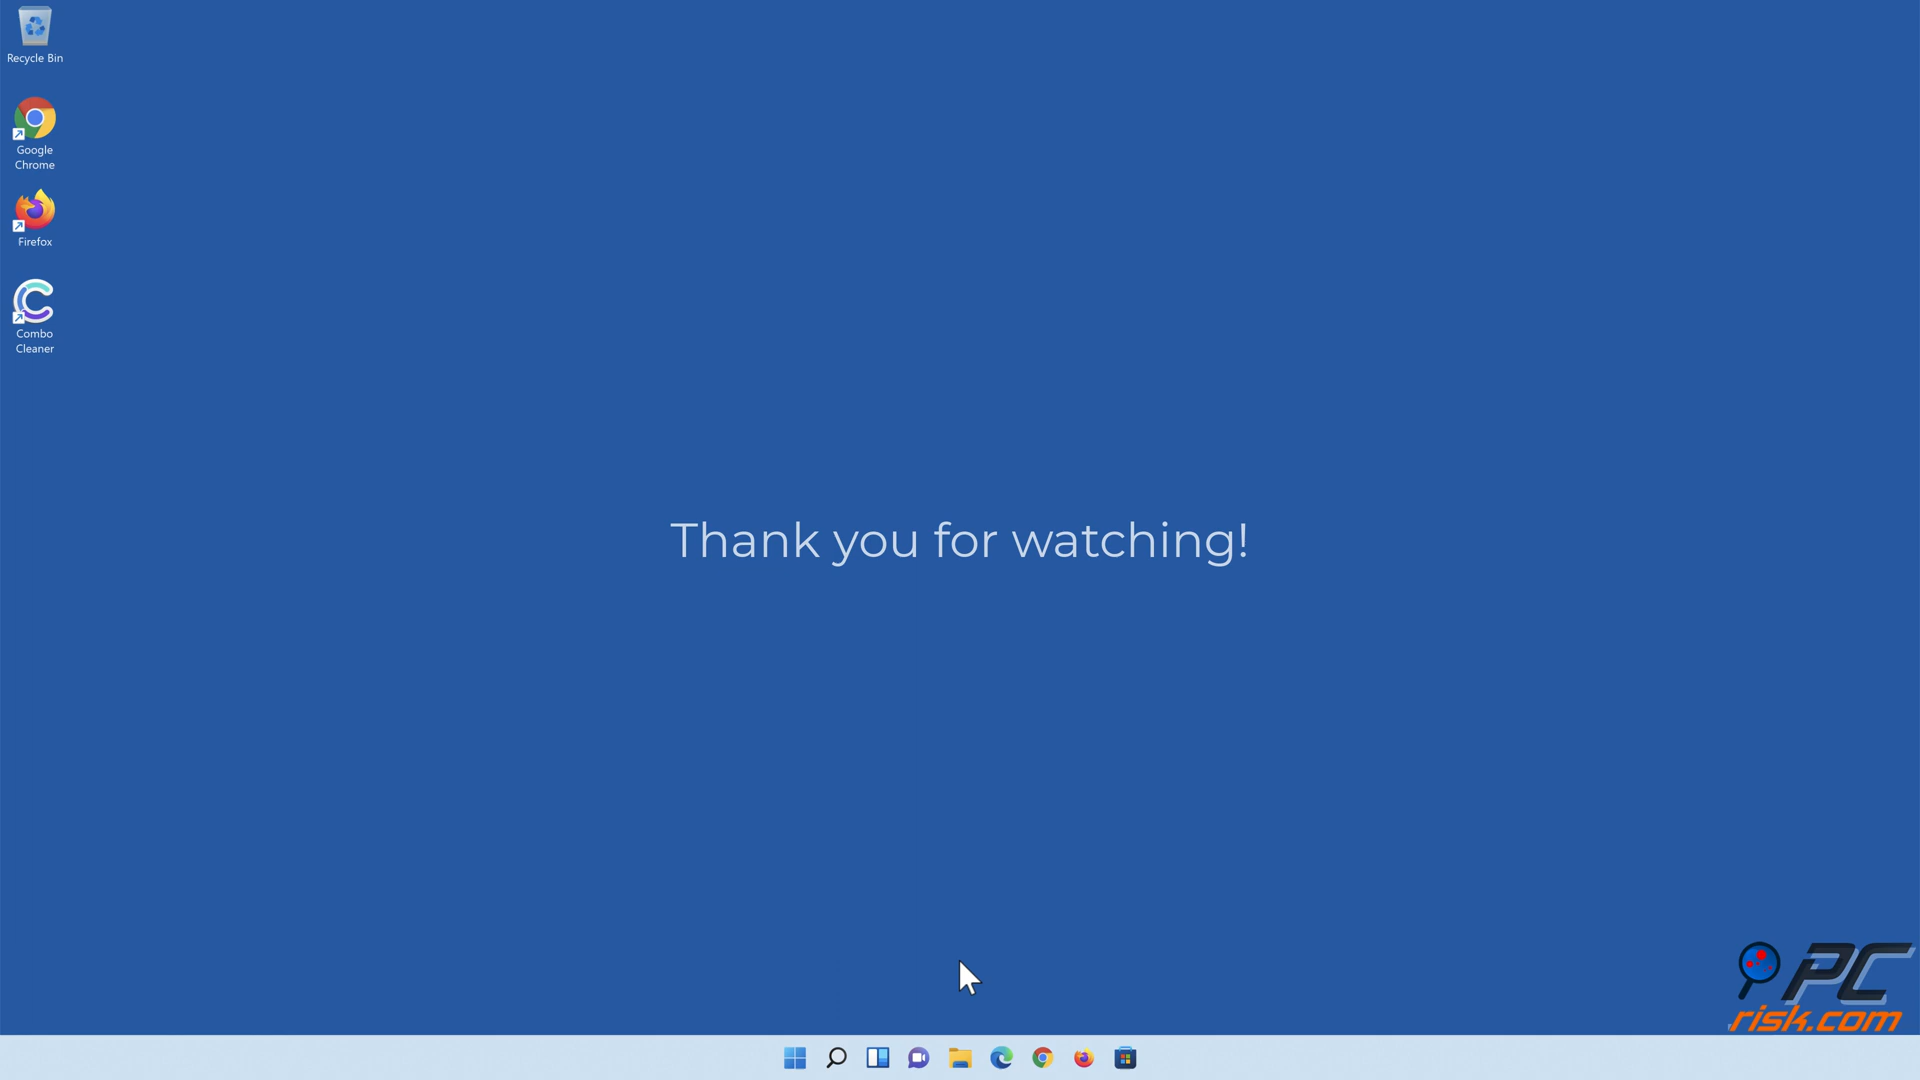 Recycle Bin
Google
Chrome
Firefox
Combo
Cleaner
Thank you for watching!
PC
risk.com